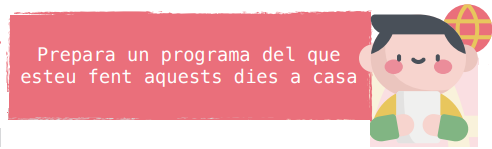 Prepara un programa del que
esteu fent aquests dies a casa